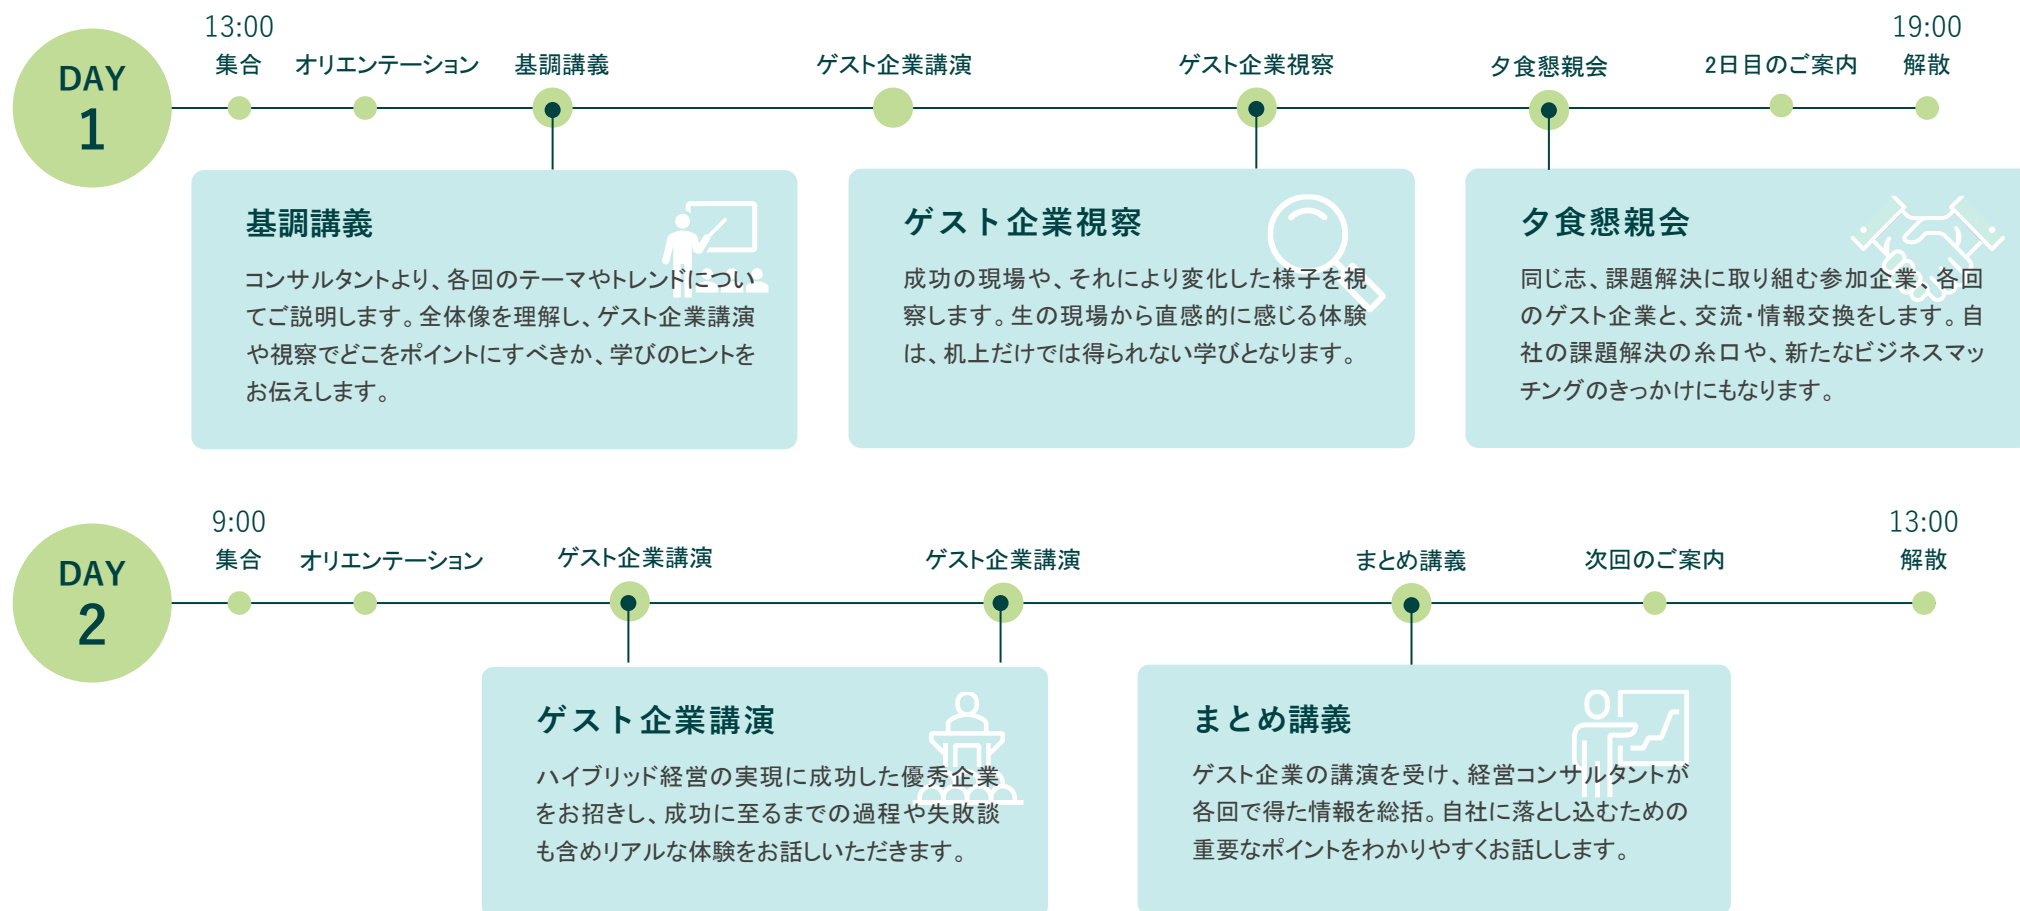 DAY
1
13:00
集合
オリエンテーション
基調講義
ゲスト企業講演
ゲスト企業視察
夕食懇親会
2日目のご案内
19:00
解散
基調講義
コンサルタントより、各回のテーマやトレンドについ
てご説明します。全体像を理解し、ゲスト企業講演
や視察でどこをポイントにすべきか、学びのヒントを
お伝えします。
ゲスト企業視察
成功の現場や、それにより変化した様子を視
察します。生の現場から直感的に感じる体験
は、机上だけでは得られない学びとなります。
夕食懇親会
同じ志、課題解決に取り組む参加企業、各回
のゲスト企業と、交流・情報交換をします。自
社の課題解決の糸口や、新たなビジネスマッ
チングのきっかけにもなります。
DAY
2
9:00
集合
オリエンテーション
ゲスト企業講演
ゲスト企業講演
まとめ講義
次回のご案内
13:00
解散
ゲスト企業講演
ハイブリッド経営の実現に成功した優秀企業
をお招きし、成功に至るまでの過程や失敗談
も含めリアルな体験をお話しいただきます。
まとめ講義
ゲスト企業の講演を受け、経営コンサルタントが
各回で得た情報を総括。自社に落とし込むための
重要なポイントをわかりやすくお話しします。